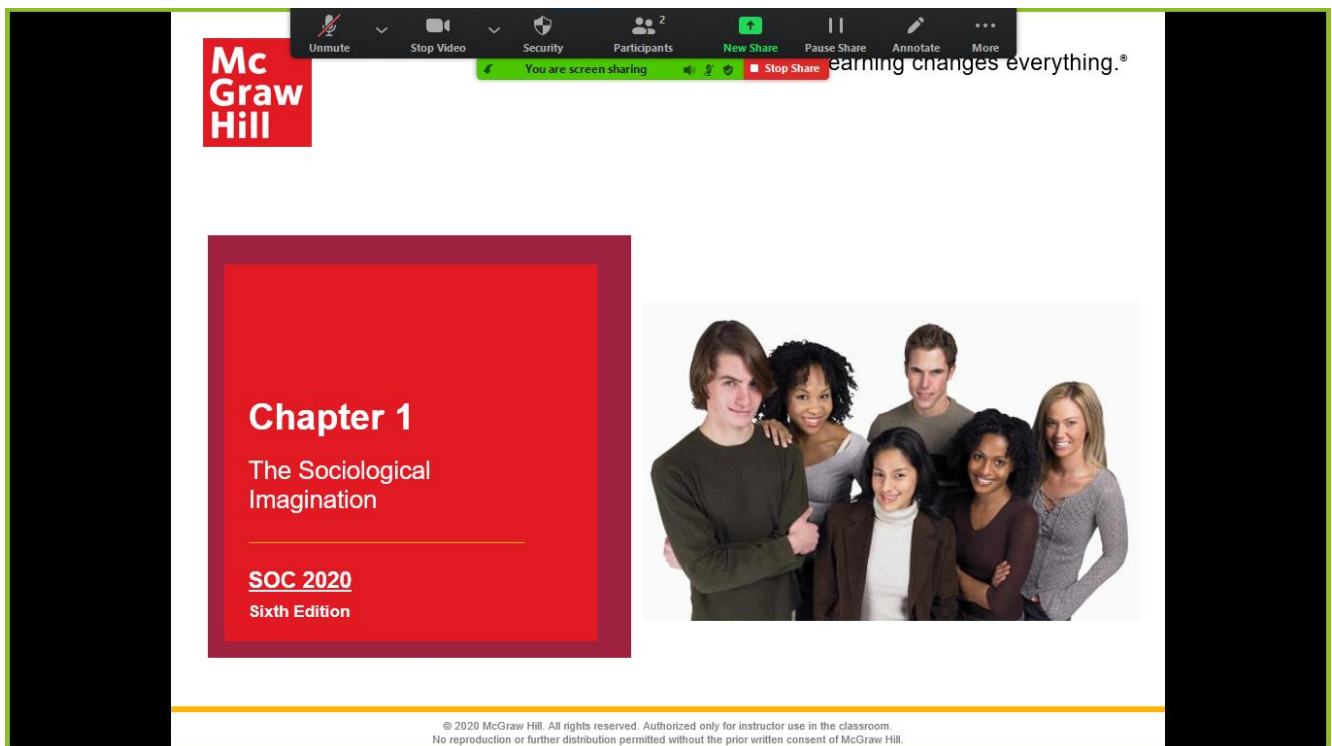 2
Unmute Stop Video Security Participants New Share Pause Share Annotate More
You are screen sharing Stop Share
earning changes everything.®
Mc
Graw
Hill
Chapter 1
The Sociological
Imagination
SOC 2020
Sixth Edition
© 2020 McGraw Hill. All rights reserved. Authorized only for instructor use in the classroom.
No reproduction or further distribution permitted without the prior written consent of McGraw Hill.